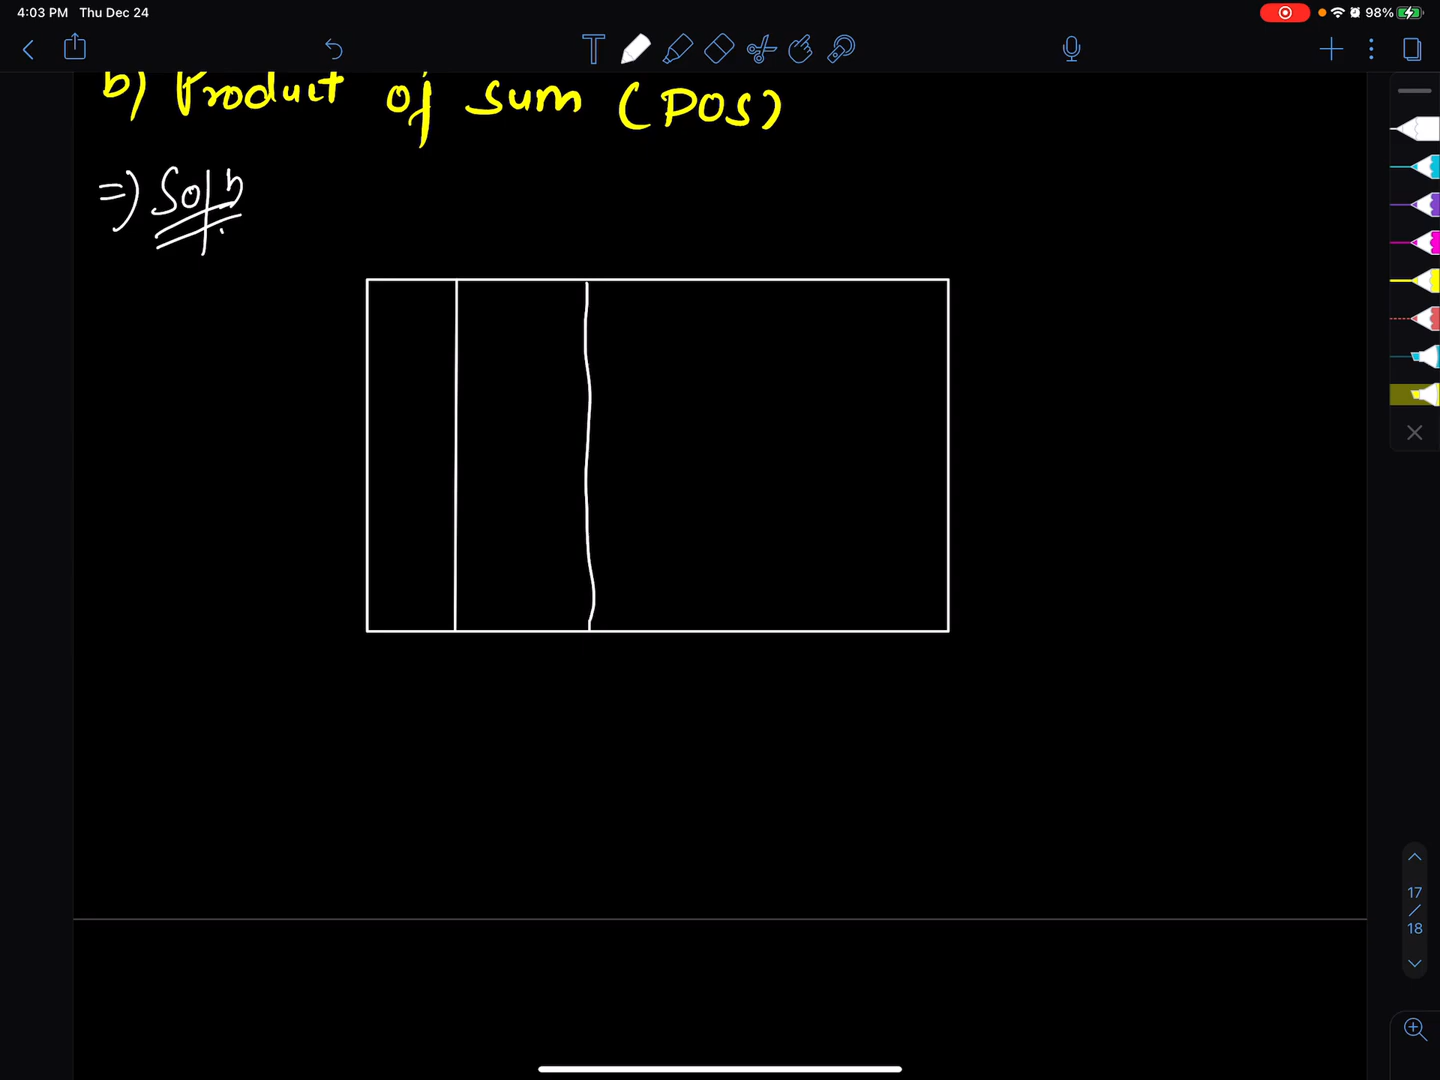 4:03 PM Thu Dec 24
98%
T
b) Product of sum (POS)
=) Soln
17
/
18